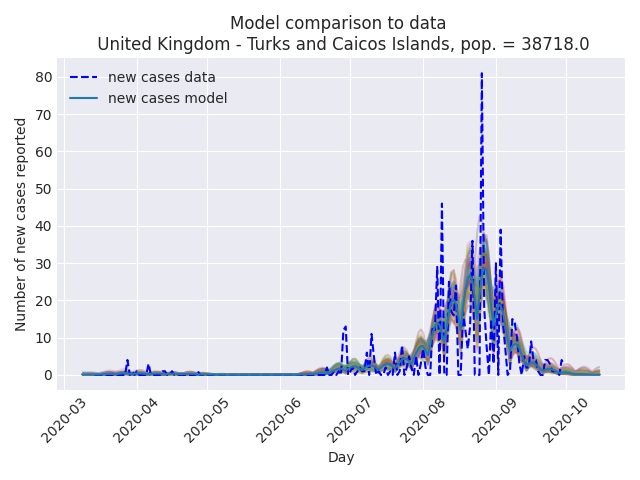 Model comparison to data
United Kingdom - Turks and Caicos Islands, pop. = 38718.0
new cases data
new cases model
Number of new cases reported
80
70
60
50
40
30
20
10
0
2020-03
2020-04
2020-05
2020-06
2020-07
2020-08
2020-09
2020-10
Day